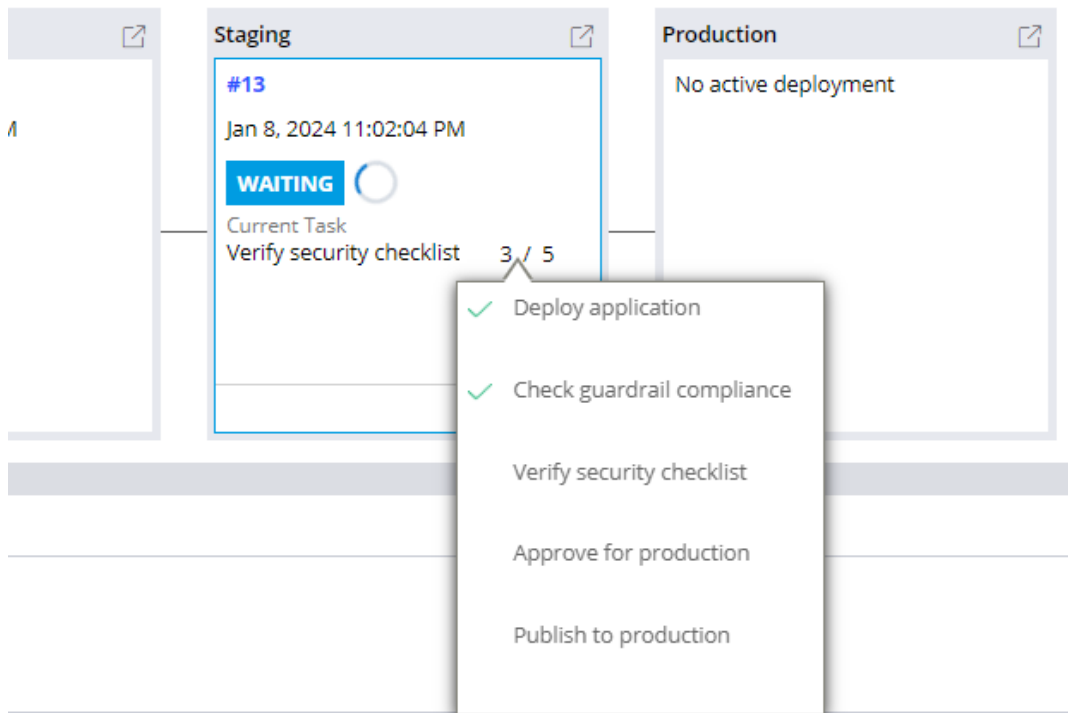 Staging
Production
#13
No active deployment
Jan 8, 2024 11:02:04 PM
WAITING
Current Task
Verify security checklist 3 / 5
Deploy application
Check guardrail compliance
Verify security checklist
Approve for production
Publish to production